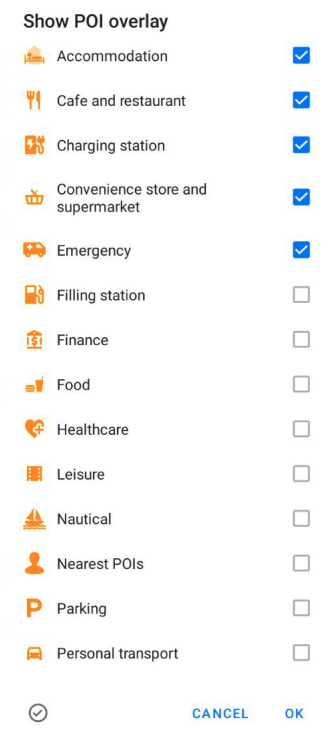 Show POI overlay
Accommodation
Cafe and restaurant
Charging station
Convenience store and
supermarket
Emergency
Filling station
Finance
Food
Healthcare
Leisure
Nautical
Nearest POIs
Parking
Personal transport
CANCEL OK